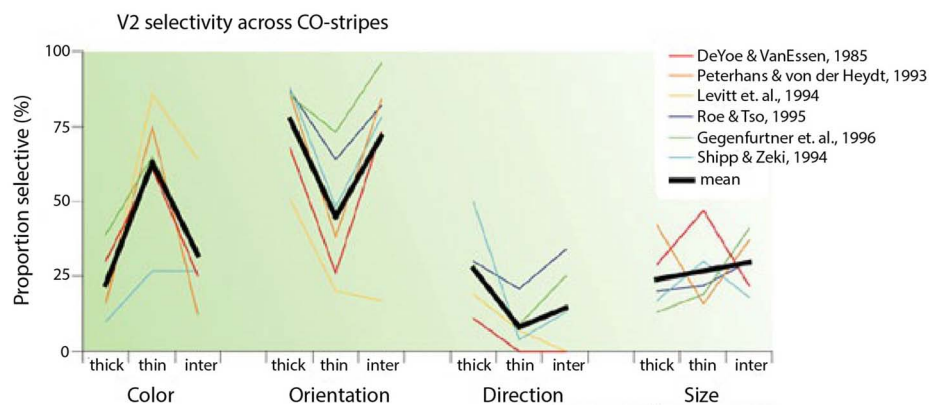 V2 selectivity across CO-stripes
Proportion selective (%)
100
75
50
25
0
DeYoe & VanEssen, 1985
Peterhans & von der Heydt, 1993
Levitt et. al., 1994
Roe & Tso, 1995
Gegenfurtner et. al., 1996
Shipp & Zeki, 1994
mean
thick thin inter thick thin inter thick thin inter thick thin inter
Color Orientation Direction Size